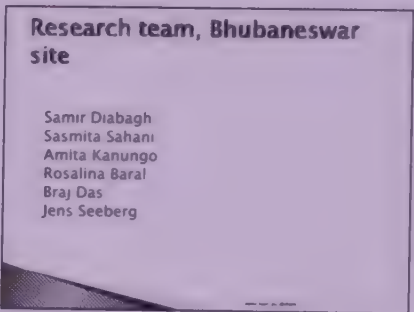 Research team, Bhubaneswar
site
Samir Diabagh
Sasmita Sahani
Amita Kanungo
Rosalina Baral
Braj Das
Jens Seeberg